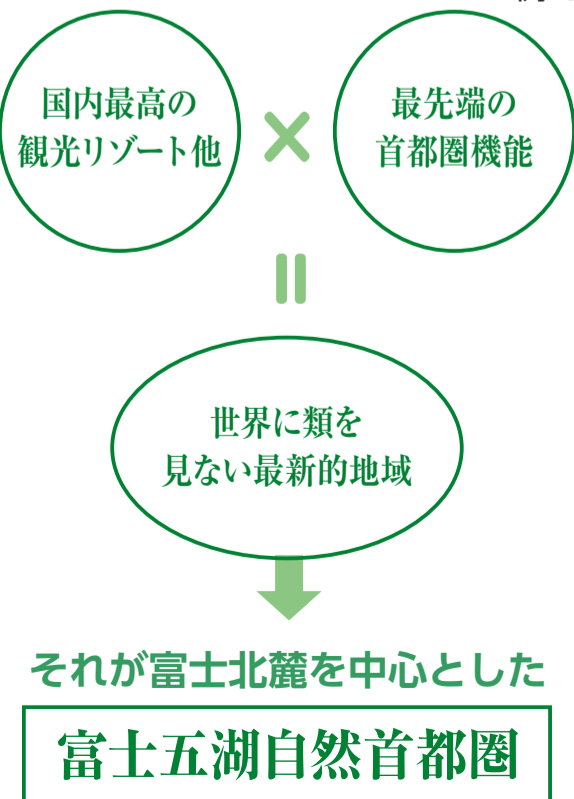 国内最高の
観光リゾート他
×
最先端の
首都圏機能
=
世界に類を
見ない最新的地域
それが富士北麓を中心とした
富士五湖自然首都圏